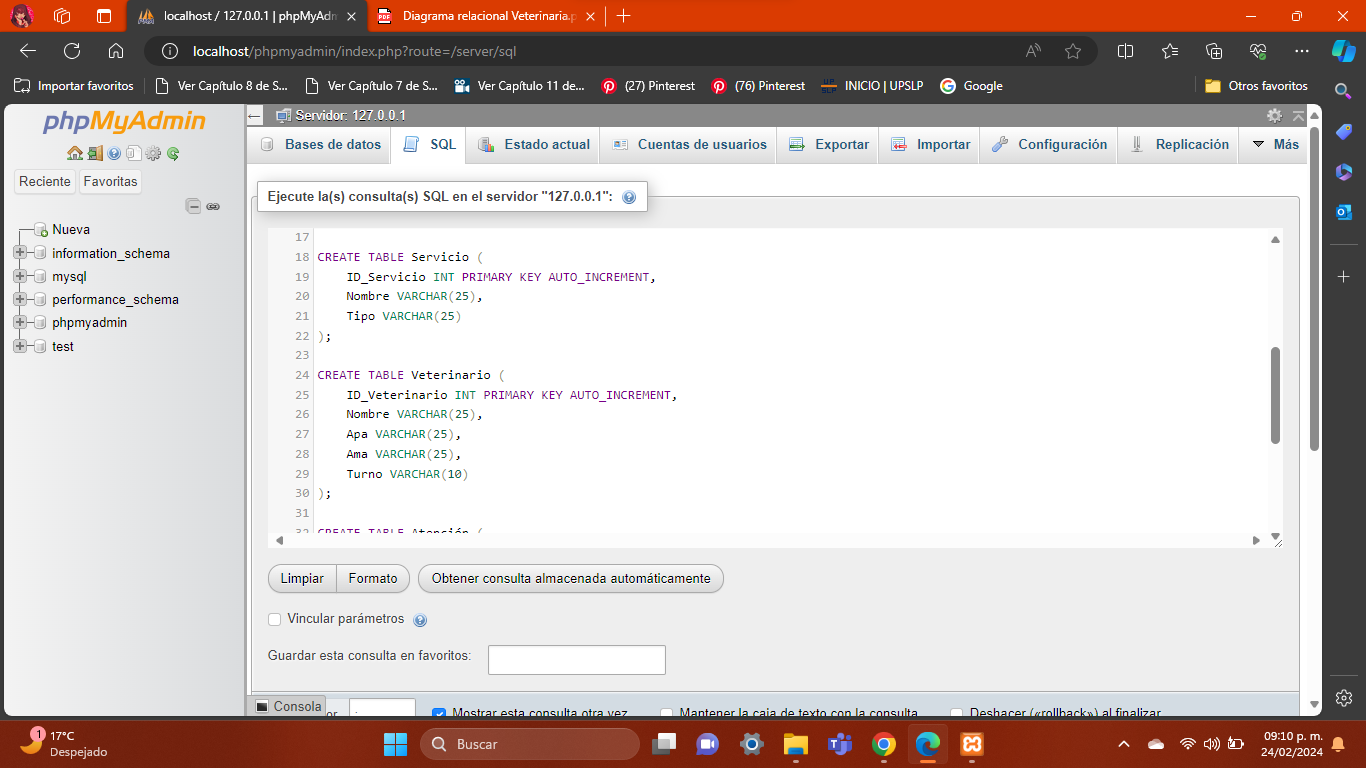 localhost / 127.0.0.1 | phpMyAdm
Diagrama relacional Veterinaria.p
localhost/phpmyadmin/index.php?route=/server/sql
Importar favoritos
Ver Capítulo 8 de S...
Ver Capítulo 7 de S...
Ver Capítulo 11 de...
(27) Pinterest
(76) Pinterest
INICIO | UPSLP
Google
Otros favoritos
phpMyAdmin
Reciente
Favoritas
Nueva
information_schema
mysql
performance_schema
phpmyadmin
test
Servidor: 127.0.0.1
Bases de datos
SQL
Estado actual
Cuentas de usuarios
Exportar
Importar
Configuración
Replicación
Más
Ejecute la(s) consulta(s) SQL en el servidor "127.0.0.1":
17
18 CREATE TABLE Servicio (
19 ID_Servicio INT PRIMARY KEY AUTO_INCREMENT,
20 Nombre VARCHAR(25),
21 Tipo VARCHAR(25)
22 );
23
24 CREATE TABLE Veterinario (
25 ID_Veterinario INT PRIMARY KEY AUTO_INCREMENT,
26 Nombre VARCHAR(25),
27 Apa VARCHAR(25),
28 Ama VARCHAR(25),
29 Turno VARCHAR(10)
30 );
31
32 CREATE TABLE Atención (
Limpiar
Formato
Obtener consulta almacenada automáticamente
Vincular parámetros
Guardar esta consulta en favoritos:
Consola
or
Mostrar esta consulta otra vez
Mantener la caja de texto con la consulta
Deshacer («rollback») al finalizar
1
17°C
Despejado
Buscar
09:10 p. m.
24/02/2024